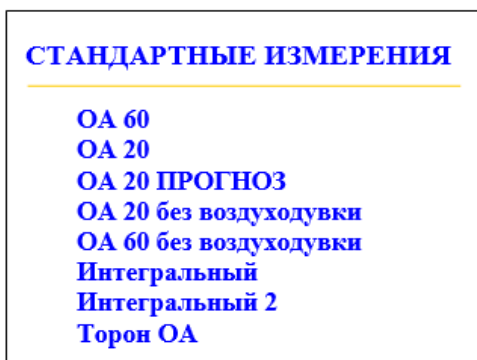 СТАНДАРТНЫЕ ИЗМЕРЕНИЯ
ОА 60
ОА 20
ОА 20 ПРОГНОЗ
ОА 20 без воздуходувки
ОА 60 без воздуходувки
Интегральный
Интегральный 2
Торон ОА